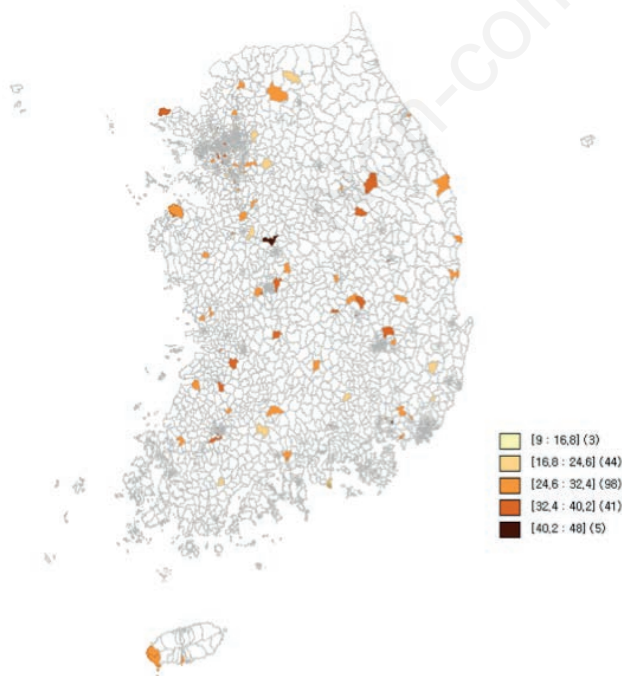 n-con
[9 : 16,8] (3)
[16,8 : 24,6] (44)
[24,6 : 32,4] (98)
[32,4 : 40,2] (41)
[40,2 : 48] (5)